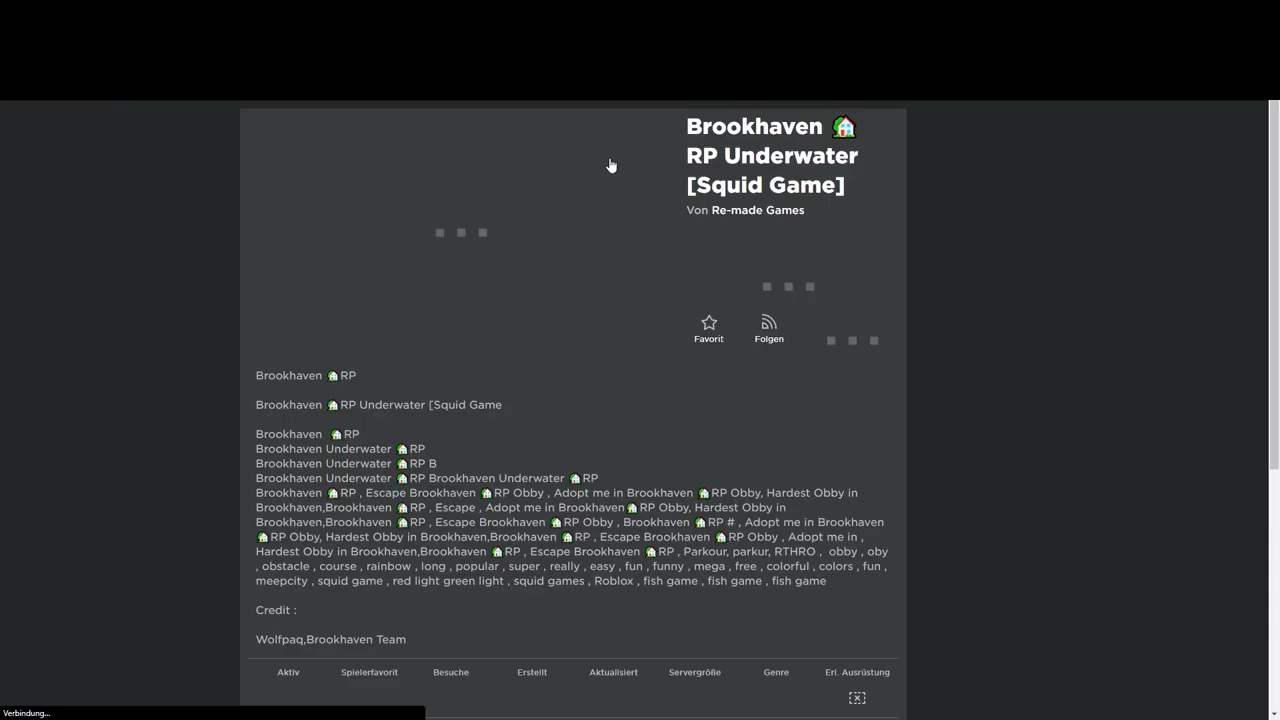 Brookhaven 🏠
RP Underwater
[Squid Game]
Von Re-made Games
Favorit
Folgen
Brookhaven 🏠RP
Brookhaven 🏠RP Underwater [Squid Game
Brookhaven 🏠RP
Brookhaven Underwater 🏠RP
Brookhaven Underwater 🏠RP B
Brookhaven Underwater 🏠RP Brookhaven Underwater 🏠RP
Brookhaven 🏠RP , Escape Brookhaven 🏠RP Obby , Adopt me in Brookhaven 🏠RP Obby, Hardest Obby in
Brookhaven,Brookhaven 🏠RP , Escape , Adopt me in Brookhaven🏠RP Obby, Hardest Obby in
Brookhaven,Brookhaven 🏠RP , Escape Brookhaven 🏠RP Obby , Brookhaven 🏠RP # , Adopt me in Brookhaven
🏠RP Obby, Hardest Obby in Brookhaven,Brookhaven 🏠RP , Escape Brookhaven 🏠RP Obby , Adopt me in ,
Hardest Obby in Brookhaven,Brookhaven 🏠RP , Escape Brookhaven 🏠RP , Parkour, parkur, RTHRO , obby , oby
, obstacle , course , rainbow , long , popular , super , really , easy , fun , funny , mega , free , colorful , colors , fun ,
meepcity , squid game , red light green light , squid games , Roblox , fish game , fish game , fish game
Credit :
Wolfpaq,Brookhaven Team
Aktiv
Spielerfavorit
Besuche
Erstellt
Aktualisiert
Servergröße
Genre
Erl. Ausrüstung
Verbindung...